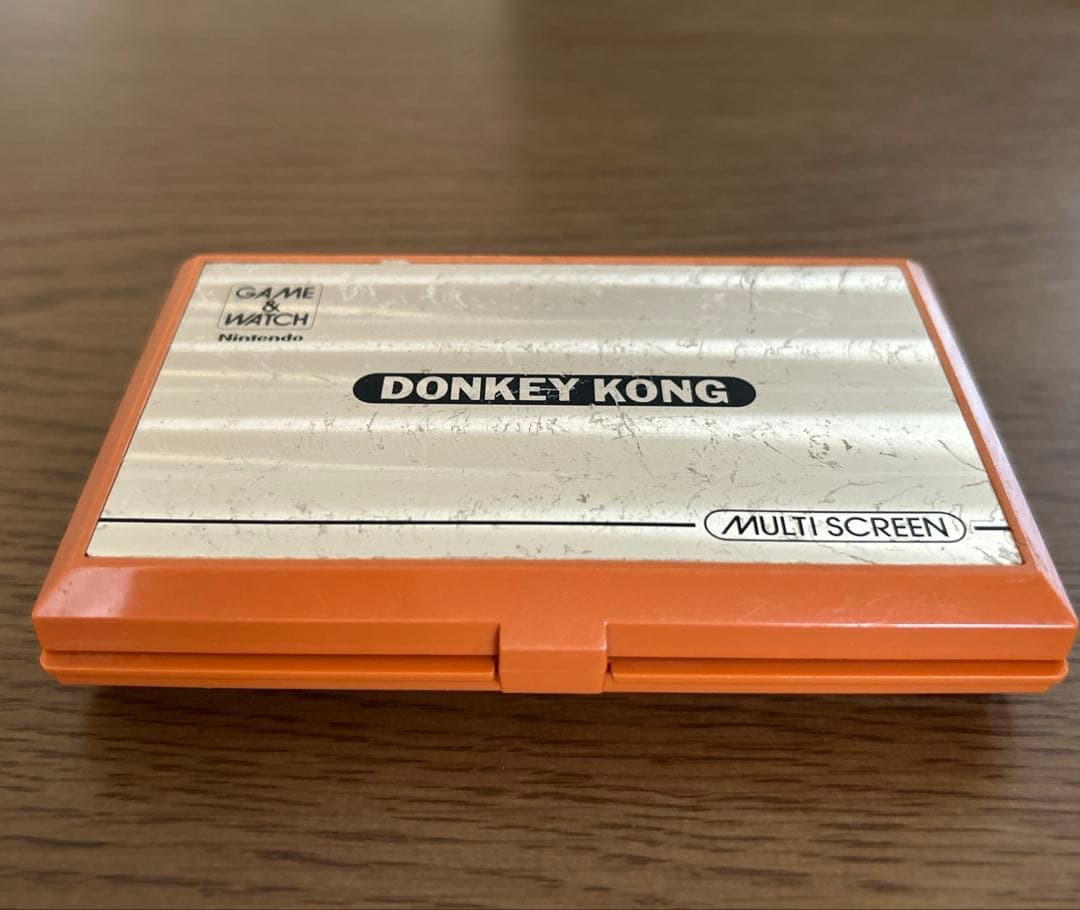 GAME
&
WATCH
Nintendo
DONKEY KONG
MULTI SCREEN